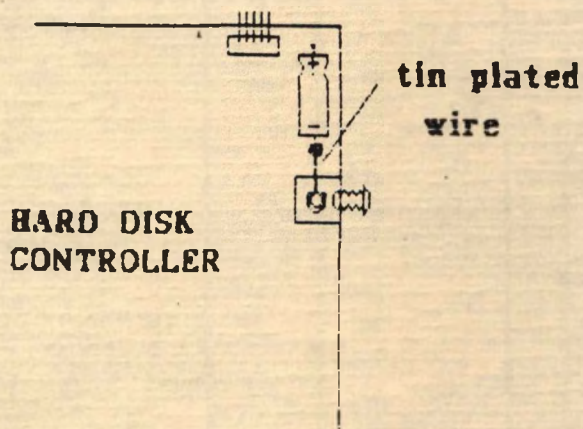 +
tin plated
wire
-
HARD DISK
CONTROLLER